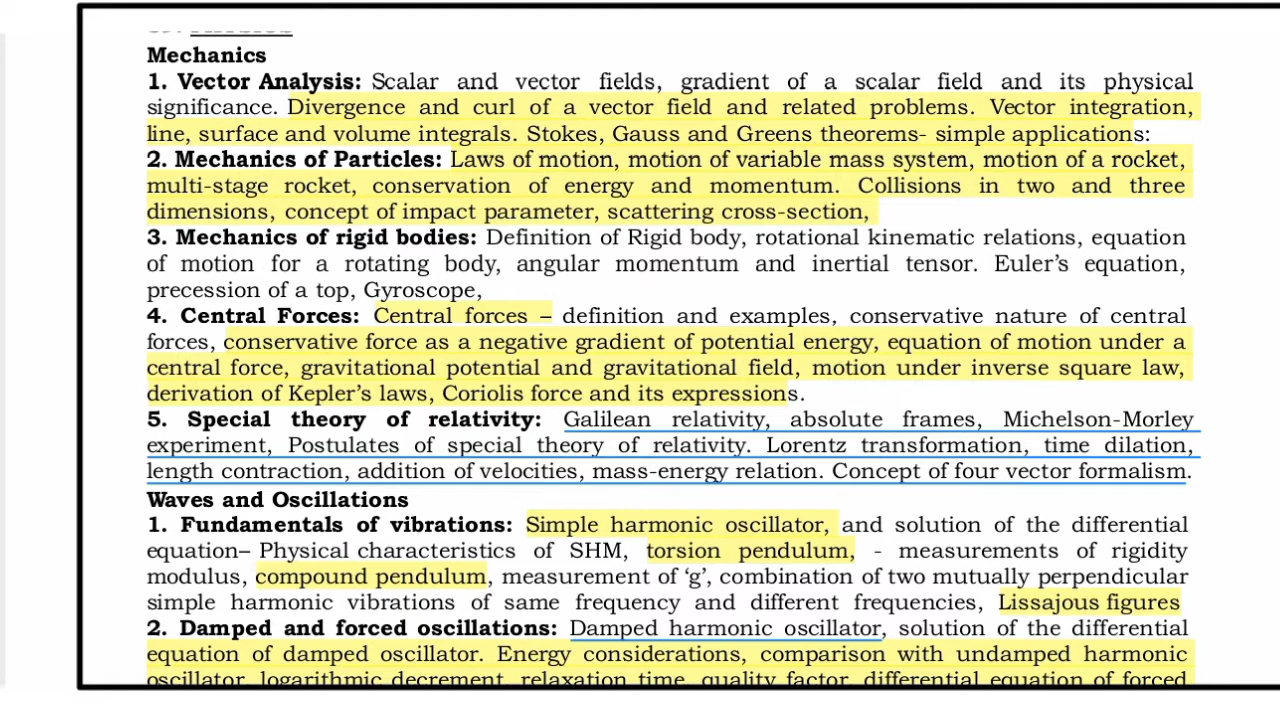 Mechanics
1. Vector Analysis: Scalar and vector fields, gradient of a scalar field and its physical
significance. Divergence and curl of a vector field and related problems. Vector integration,
line, surface and volume integrals. Stokes, Gauss and Greens theorems- simple applications:
2. Mechanics of Particles: Laws of motion, motion of variable mass system, motion of a rocket,
multi-stage rocket, conservation of energy and momentum. Collisions in two and three
dimensions, concept of impact parameter, scattering cross-section,
3. Mechanics of rigid bodies: Definition of Rigid body, rotational kinematic relations, equation
of motion for a rotating body, angular momentum and inertial tensor. Euler’s equation,
precession of a top, Gyroscope,
4. Central Forces: Central forces – definition and examples, conservative nature of central
forces, conservative force as a negative gradient of potential energy, equation of motion under a
central force, gravitational potential and gravitational field, motion under inverse square law,
derivation of Kepler’s laws, Coriolis force and its expressions.
5. Special theory of relativity: Galilean relativity, absolute frames, Michelson-Morley
experiment, Postulates of special theory of relativity. Lorentz transformation, time dilation,
length contraction, addition of velocities, mass-energy relation. Concept of four vector formalism.
Waves and Oscillations
1. Fundamentals of vibrations: Simple harmonic oscillator, and solution of the differential
equation– Physical characteristics of SHM, torsion pendulum, - measurements of rigidity
modulus, compound pendulum, measurement of ‘g’, combination of two mutually perpendicular
simple harmonic vibrations of same frequency and different frequencies, Lissajous figures
2. Damped and forced oscillations: Damped harmonic oscillator, solution of the differential
equation of damped oscillator. Energy considerations, comparison with undamped harmonic
oscillator, logarithmic decrement, relaxation time, quality factor, differential equation of forced